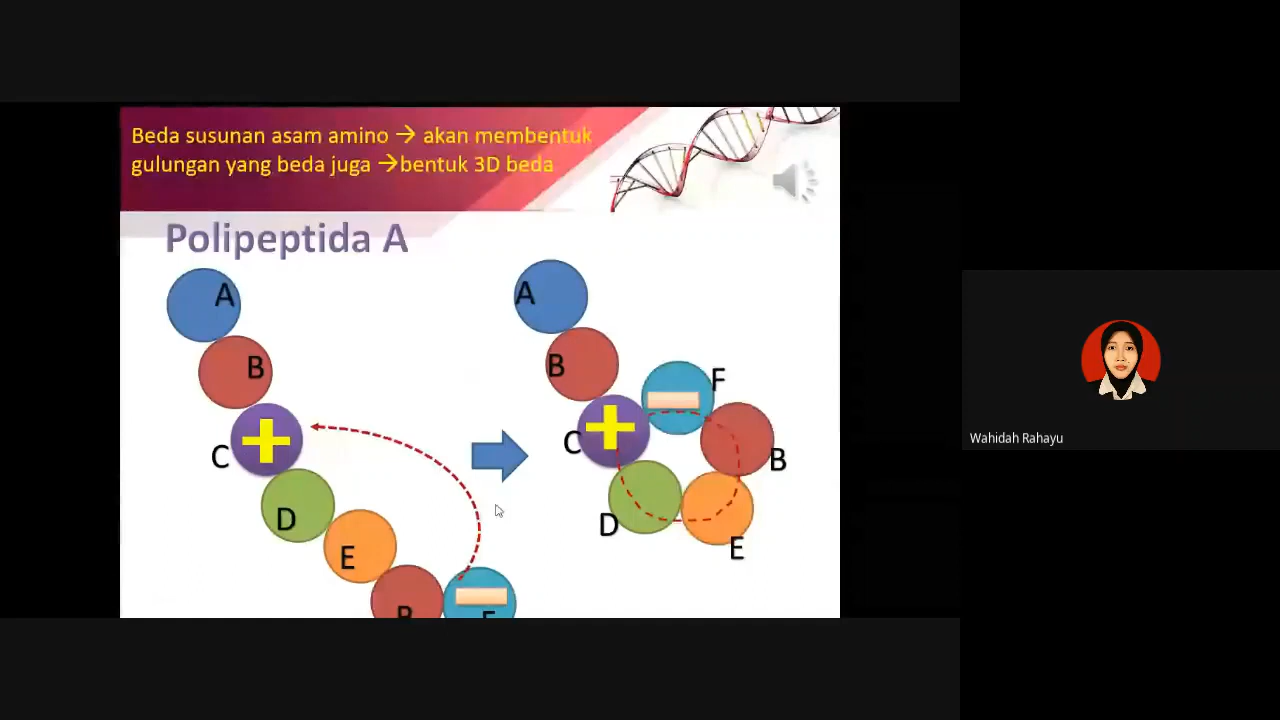 Beda susunan asam amino → akan membentuk
gulungan yang beda juga →bentuk 3D beda
Polipeptida A
A
B
C
D
E
A
B
C
D
E
B
F
Wahidah Rahayu